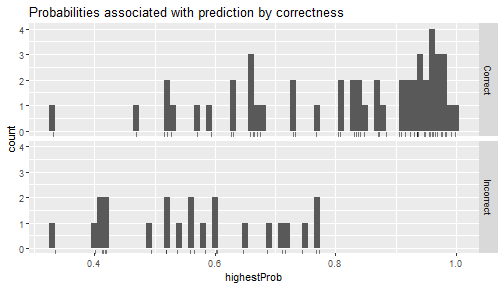 Probabilities associated with prediction by correctness
count
4
3
2
1
0
Correct
4
3
2
1
0
Incorrect
0.4 0.6 0.8 1.0
highestProb